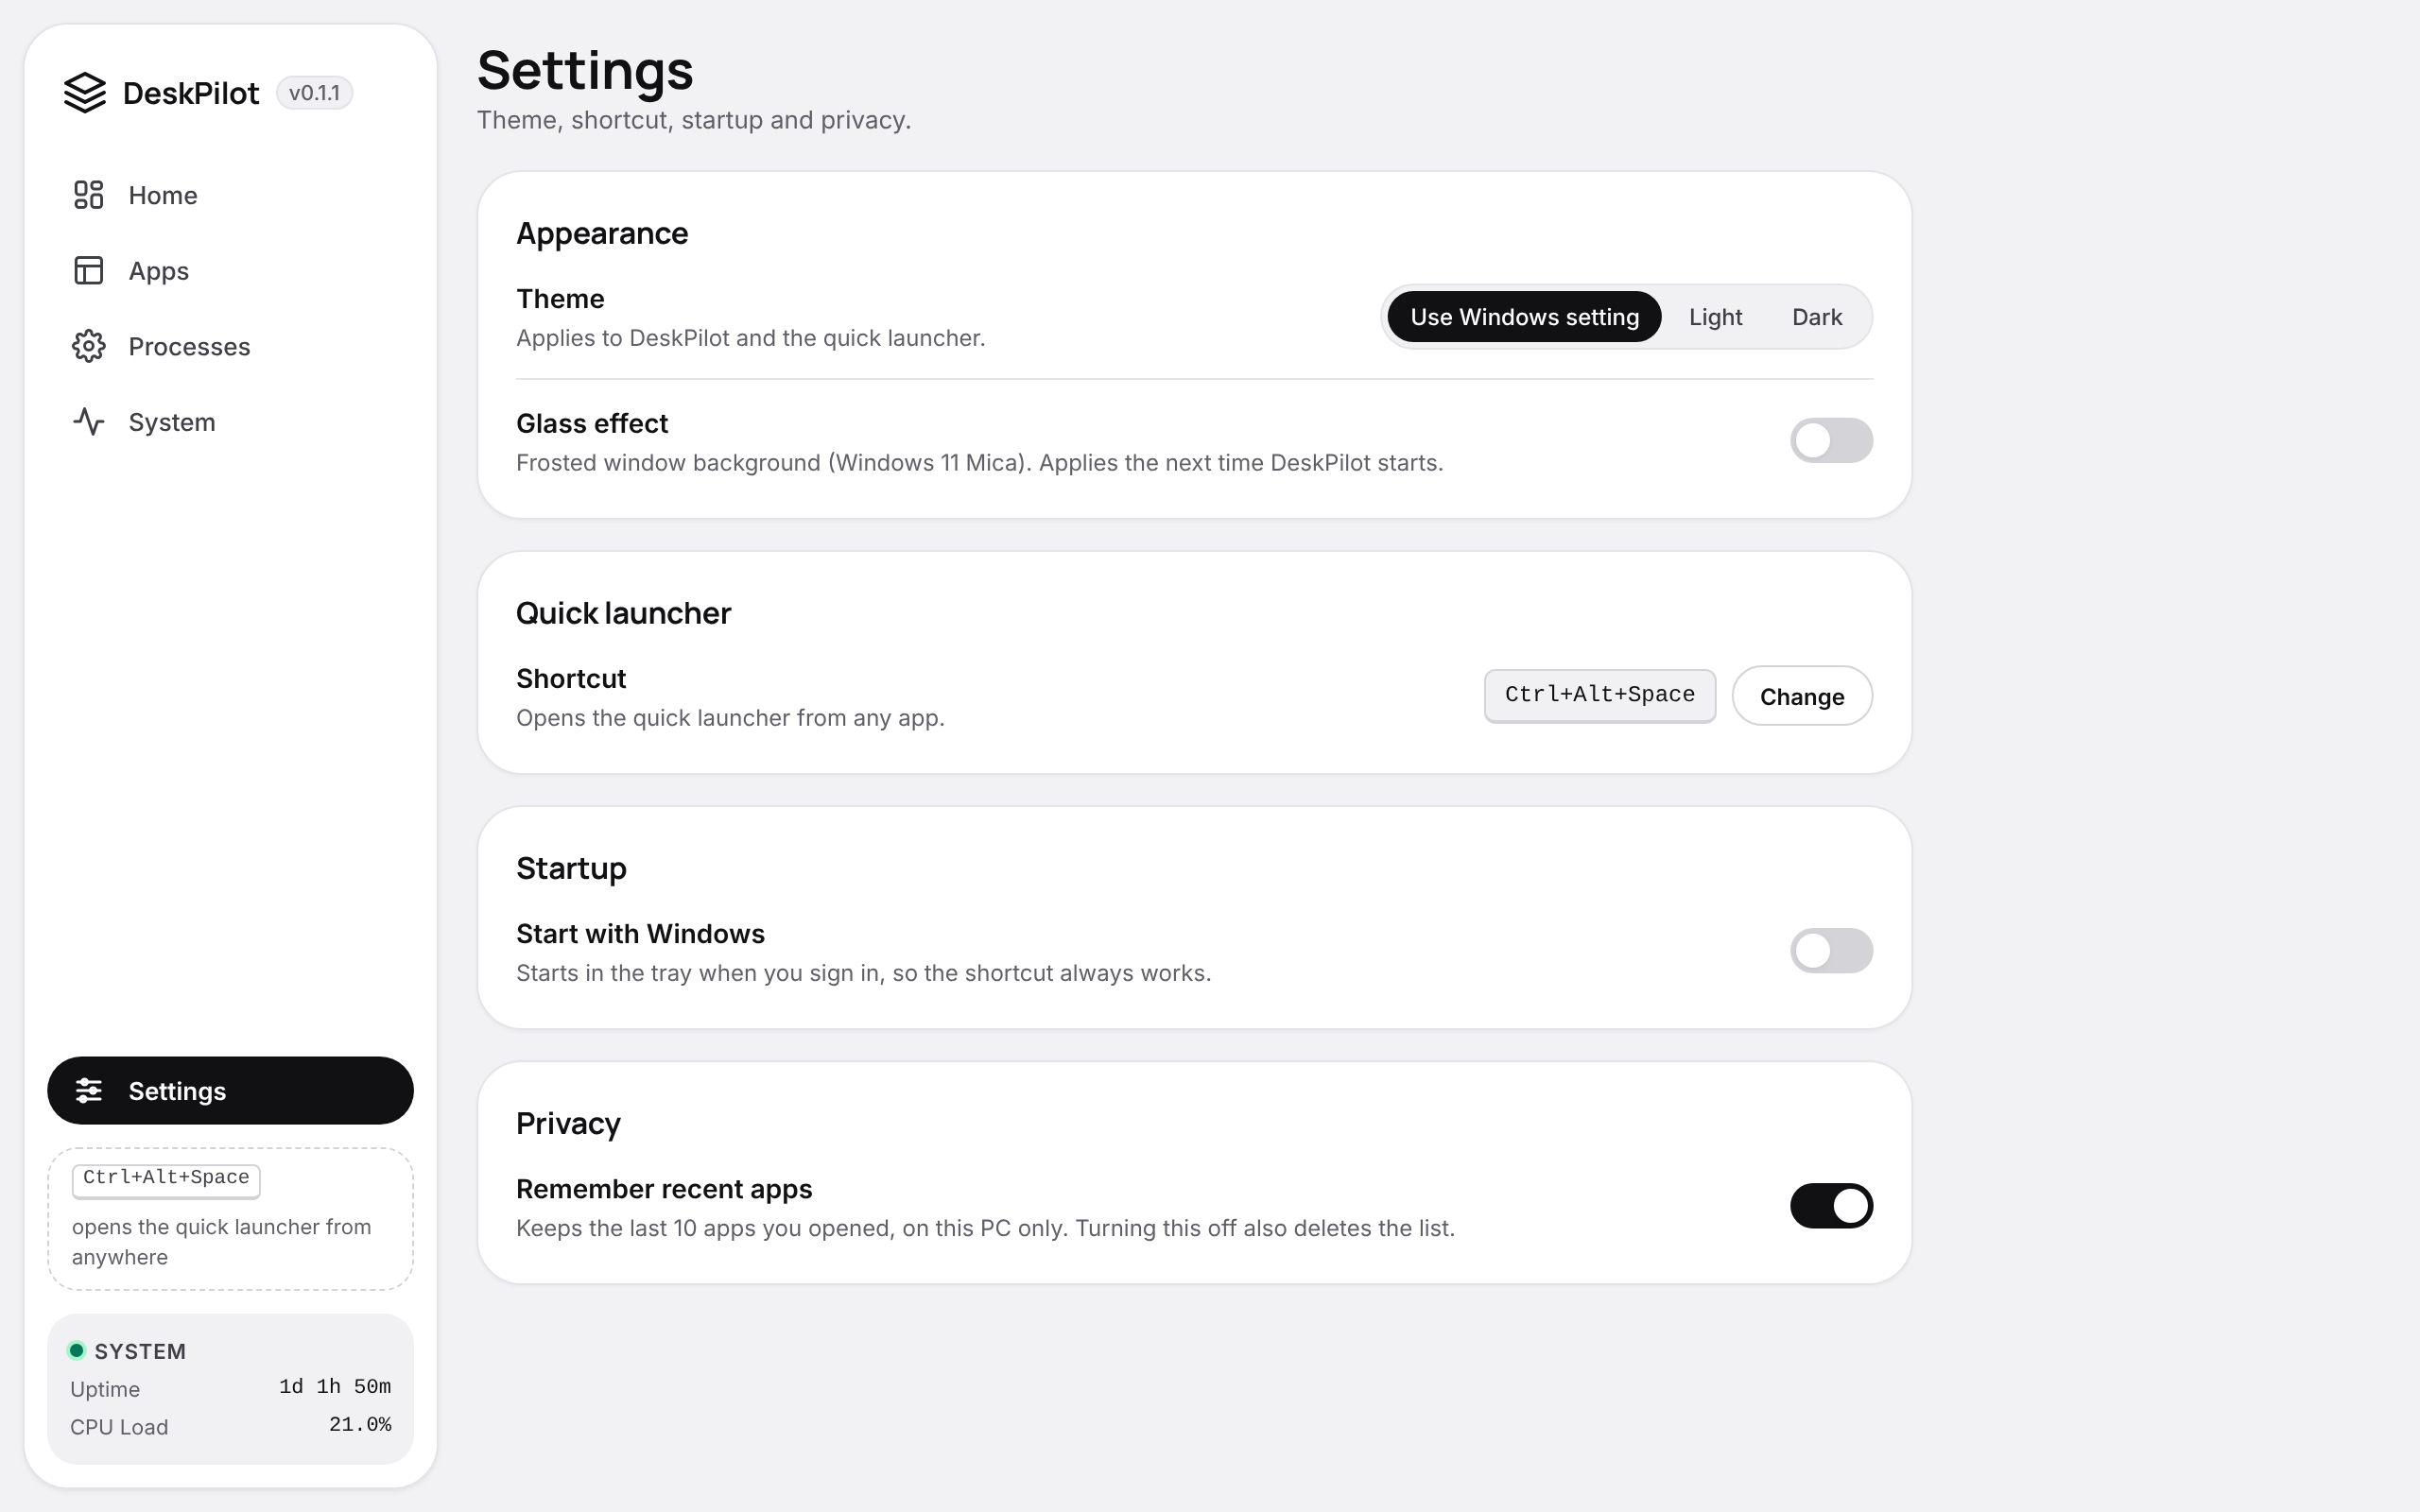 DeskPilot v0.1.1
Home
Apps
Processes
System
Settings
Ctrl+Alt+Space
opens the quick launcher from
anywhere
SYSTEM
Uptime 1d 1h 50m
CPU Load 21.0%
Settings
Theme, shortcut, startup and privacy.
Appearance
Theme
Applies to DeskPilot and the quick launcher.
Use Windows setting Light Dark
Glass effect
Frosted window background (Windows 11 Mica). Applies the next time DeskPilot starts.
Quick launcher
Shortcut
Opens the quick launcher from any app.
Ctrl+Alt+Space Change
Startup
Start with Windows
Starts in the tray when you sign in, so the shortcut always works.
Privacy
Remember recent apps
Keeps the last 10 apps you opened, on this PC only. Turning this off also deletes the list.